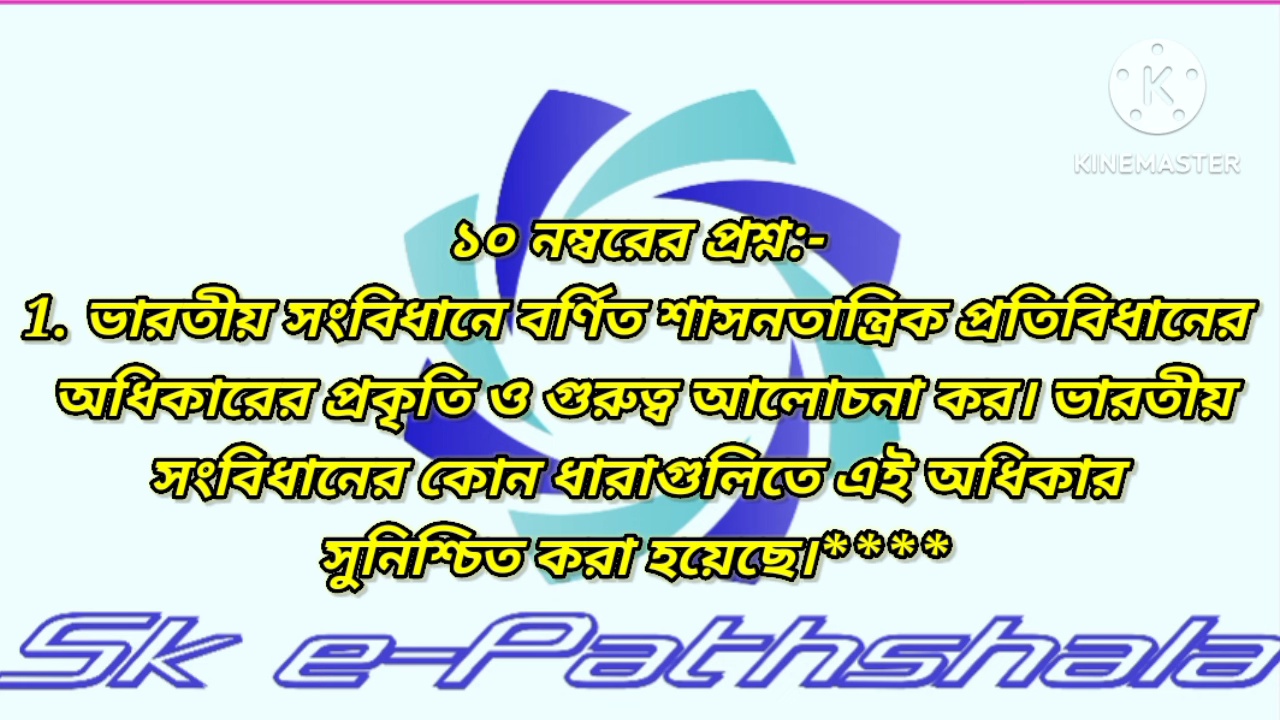 KINEMASTER
১০ নম্বরের প্রশ্ন:-
1. ভারতীয় সংবিধানে বর্ণিত শাসনতান্ত্রিক প্রতিবিধানের
অধিকারের প্রকৃতি ও গুরুত্ব আলোচনা কর। ভারতীয়
সংবিধানের কোন ধারাগুলিতে এই অধিকার
সুনিশ্চিত করা হয়েছে।****
Sk e-Pathshala